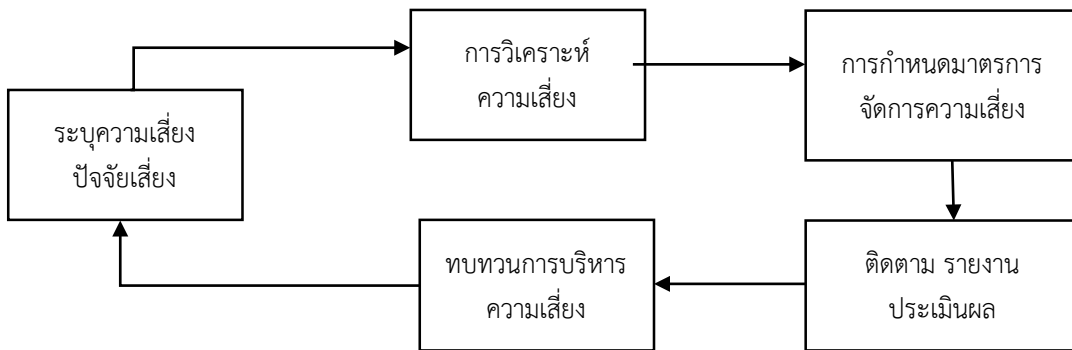 ระบุความเสี่ยง
ปัจจัยเสี่ยง
การวิเคราะห์
ความเสี่ยง
การกำหนดมาตรการ
จัดการความเสี่ยง
ติดตาม รายงาน
ประเมินผล
ทบทวนการบริหาร
ความเสี่ยง